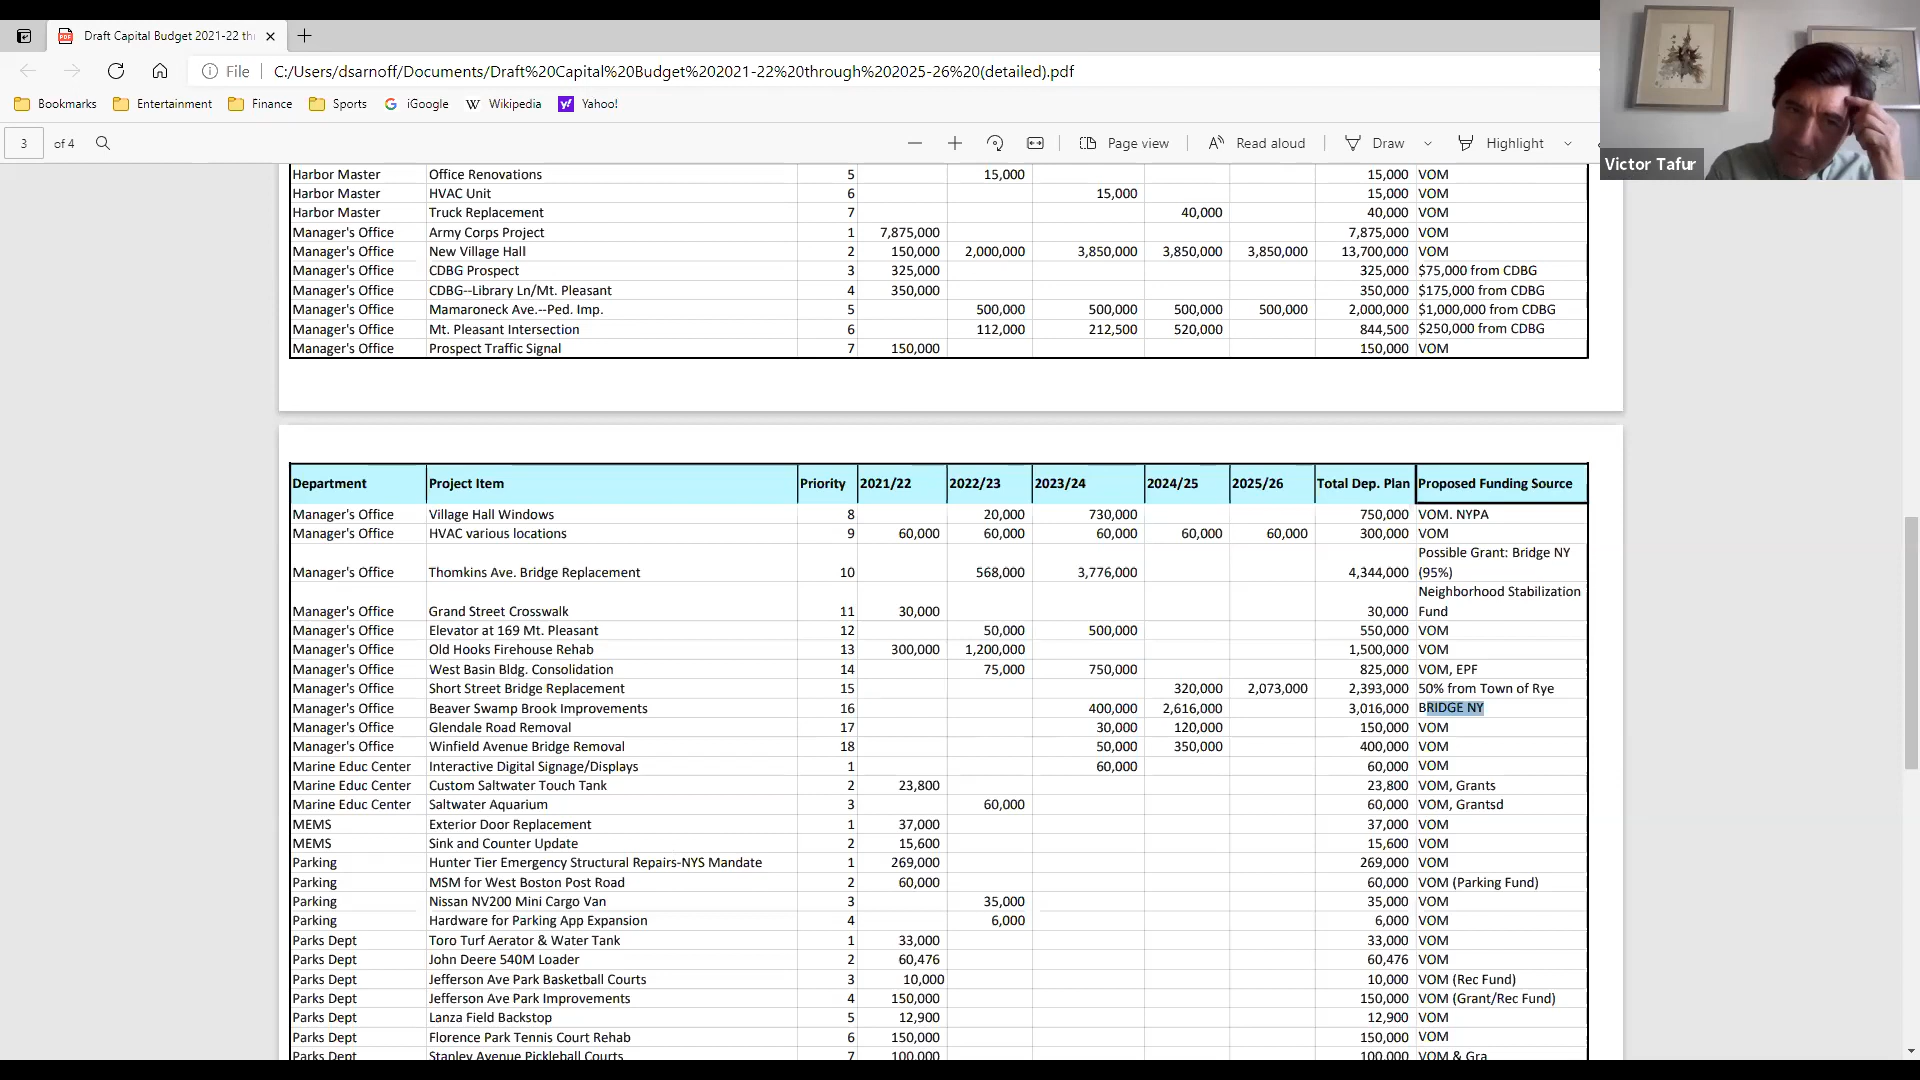 Draft Capital Budget 2021-22 th
File C:/Users/dsarnoff/Documents/Draft%20Capital%20Budget%202021-22%20through%202025-26%20(detailed).pdf
Bookmarks Entertainment Finance Sports G iGoogle W Wikipedia y! Yahoo!
3 of 4 Page view Read aloud Draw Highlight
Victor Tafur
Harbor Master Office Renovations 5 15,000 15,000 VOM
Harbor Master HVAC Unit 6 15,000 15,000 VOM
Harbor Master Truck Replacement 7 40,000 40,000 VOM
Manager's Office Army Corps Project 1 7,875,000 7,875,000 VOM
Manager's Office New Village Hall 2 150,000 2,000,000 3,850,000 3,850,000 3,850,000 13,700,000 VOM
Manager's Office CDBG Prospect 3 325,000 325,000 $75,000 from CDBG
Manager's Office CDBG--Library Ln/Mt. Pleasant 4 350,000 350,000 $175,000 from CDBG
Manager's Office Mamaroneck Ave.--Ped. Imp. 5 500,000 500,000 500,000 500,000 2,000,000 $1,000,000 from CDBG
Manager's Office Mt. Pleasant Intersection 6 112,000 212,500 520,000 844,500 $250,000 from CDBG
Manager's Office Prospect Traffic Signal 7 150,000 150,000 VOM
Department Project Item Priority 2021/22 2022/23 2023/24 2024/25 2025/26 Total Dep. Plan Proposed Funding Source
Manager's Office Village Hall Windows 8 20,000 730,000 750,000 VOM. NYPA
Manager's Office HVAC various locations 9 60,000 60,000 60,000 60,000 60,000 300,000 VOM
Possible Grant: Bridge NY
Manager's Office Thomkins Ave. Bridge Replacement 10 568,000 3,776,000 4,344,000 (95%)
Neighborhood Stabilization
Manager's Office Grand Street Crosswalk 11 30,000 30,000 Fund
Manager's Office Elevator at 169 Mt. Pleasant 12 50,000 500,000 550,000 VOM
Manager's Office Old Hooks Firehouse Rehab 13 300,000 1,200,000 1,500,000 VOM
Manager's Office West Basin Bldg. Consolidation 14 75,000 750,000 825,000 VOM, EPF
Manager's Office Short Street Bridge Replacement 15 320,000 2,073,000 2,393,000 50% from Town of Rye
Manager's Office Beaver Swamp Brook Improvements 16 400,000 2,616,000 3,016,000 BRIDGE NY
Manager's Office Glendale Road Removal 17 30,000 120,000 150,000 VOM
Manager's Office Winfield Avenue Bridge Removal 18 50,000 350,000 400,000 VOM
Marine Educ Center Interactive Digital Signage/Displays 1 60,000 60,000 VOM
Marine Educ Center Custom Saltwater Touch Tank 2 23,800 23,800 VOM, Grants
Marine Educ Center Saltwater Aquarium 3 60,000 60,000 VOM, Grantsd
MEMS Exterior Door Replacement 1 37,000 37,000 VOM
MEMS Sink and Counter Update 2 15,600 15,600 VOM
Parking Hunter Tier Emergency Structural Repairs-NYS Mandate 1 269,000 269,000 VOM
Parking MSM for West Boston Post Road 2 60,000 60,000 VOM (Parking Fund)
Parking Nissan NV200 Mini Cargo Van 3 35,000 35,000 VOM
Parking Hardware for Parking App Expansion 4 6,000 6,000 VOM
Parks Dept Toro Turf Aerator & Water Tank 1 33,000 33,000 VOM
Parks Dept John Deere 540M Loader 2 60,476 60,476 VOM
Parks Dept Jefferson Ave Park Basketball Courts 3 10,000 10,000 VOM (Rec Fund)
Parks Dept Jefferson Ave Park Improvements 4 150,000 150,000 VOM (Grant/Rec Fund)
Parks Dept Lanza Field Backstop 5 12,900 12,900 VOM
Parks Dept Florence Park Tennis Court Rehab 6 150,000 150,000 VOM
Parks Dept Stanley Avenue Pickleball Courts 7 100,000 100,000 VOM & Gra